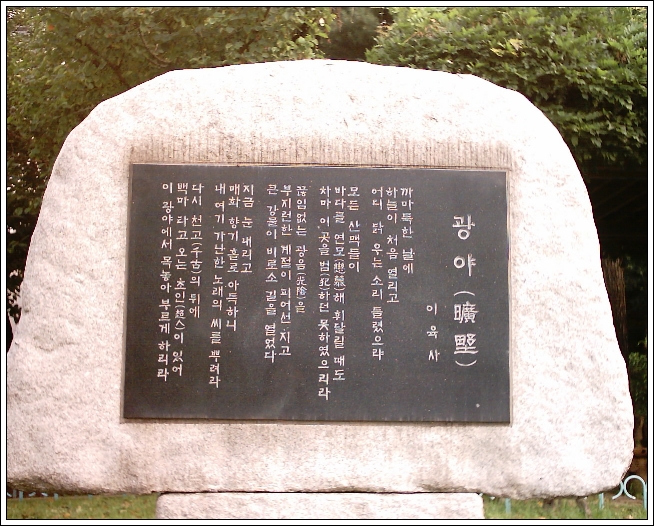 광야(曠野)
이육사
까마득한 날에
하늘이 처음 열리고
어디 닭 우는 소리 들렸으랴
모든 산맥들이
바다를 연모(戀慕)해 휘달릴 때도
차마 이곳을 범(犯)하던 못하였으리라
끊임없는 광음(光陰)을
부지런한 계절이 피어선 지고
큰 강물이 비로소 길을 열었다
지금 눈 내리고
매화 향기 홀로 아득하니
내 여기 가난한 노래의 씨를 뿌려라
다시 천고(千古)의 뒤에
백마 타고 오는 초인(超人)이 있어
이 광야에서 목놓아 부르게 하리라